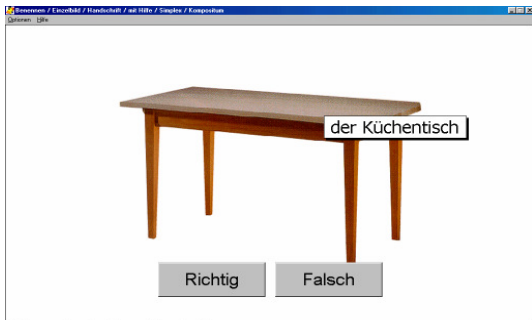 Benennen / Einzelbild / Handschrift / mit Hilfe / Simplex / Kompositum
Optionen Hilfe
der Küchentisch
Richtig Falsch